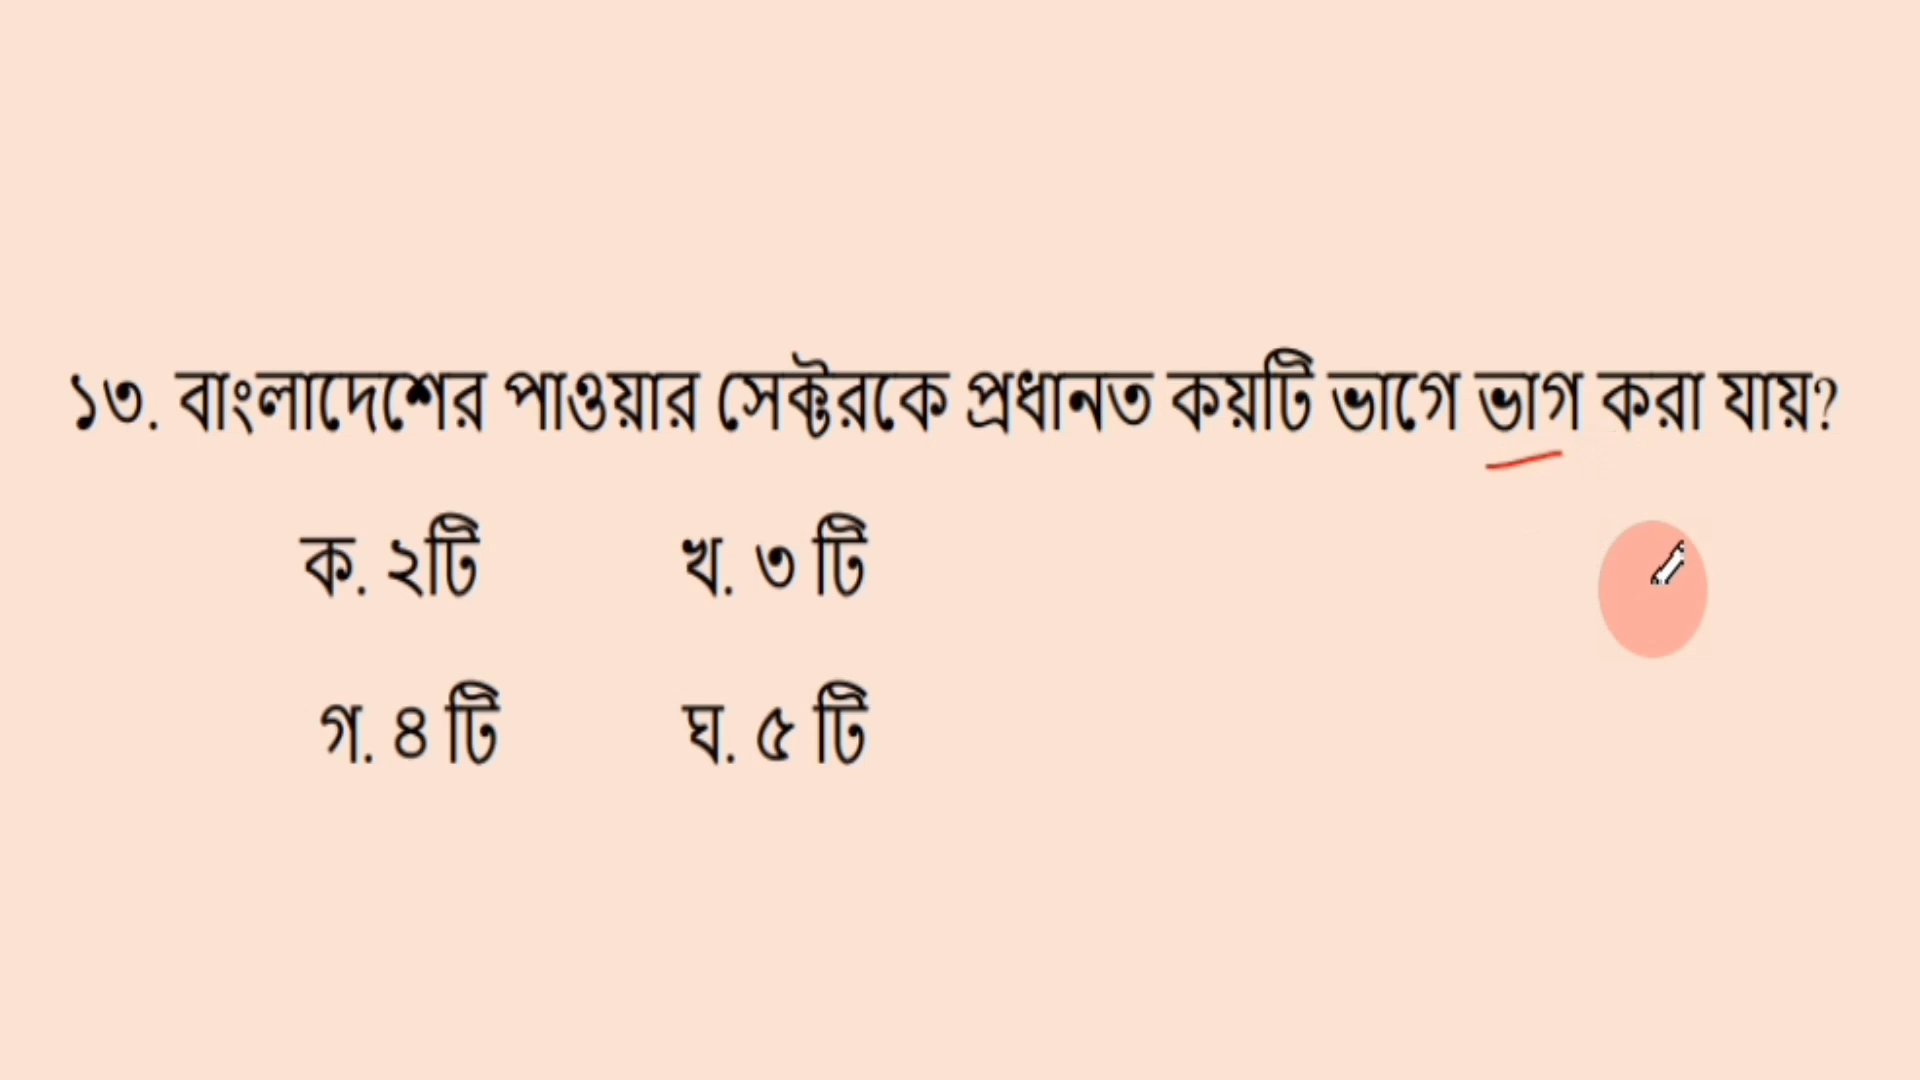 ১৩. বাংলাদেশের পাওয়ার সেক্টরকে প্রধানত কয়টি ভাগে ভাগ করা যায়?
ক. ২টি খ. ৩ টি
গ. ৪ টি ঘ. ৫ টি